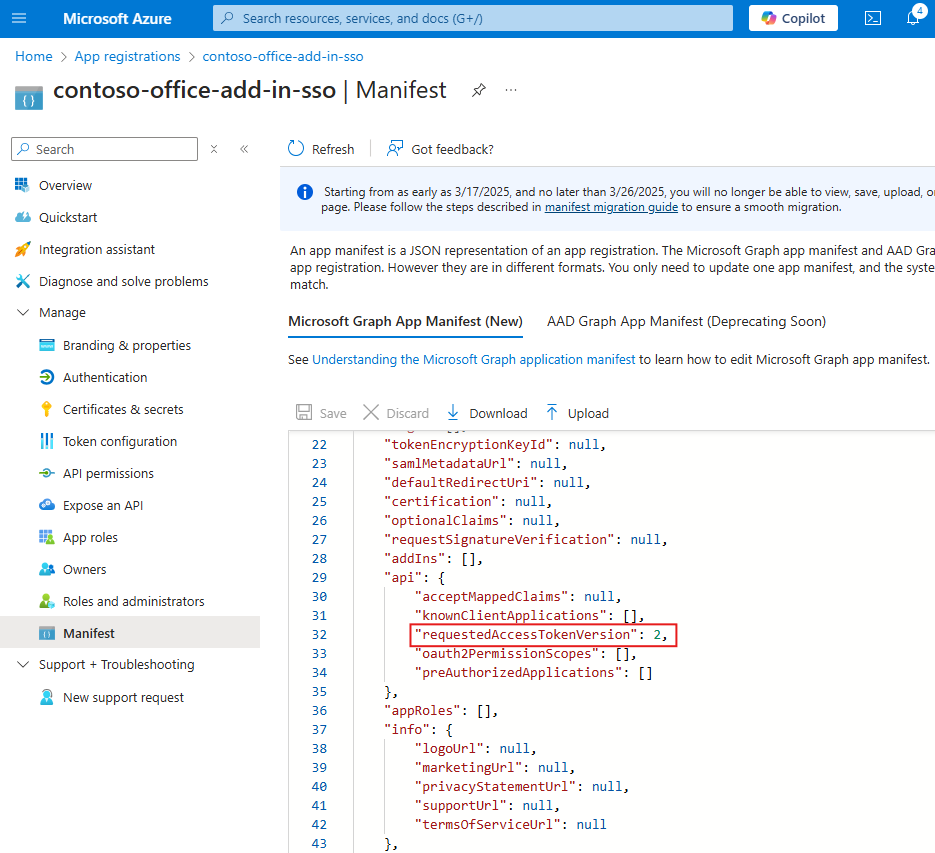 Microsoft Azure
Search resources, services, and docs (G+/)
Copilot
4
Home > App registrations > contoso-office-add-in-sso
contoso-office-add-in-sso | Manifest
Search
Overview
Quickstart
Integration assistant
Diagnose and solve problems
Manage
Branding & properties
Authentication
Certificates & secrets
Token configuration
API permissions
Expose an API
App roles
Owners
Roles and administrators
Manifest
Support + Troubleshooting
New support request
Refresh
Got feedback?
Starting from as early as 3/17/2025, and no later than 3/26/2025, you will no longer be able to view, save, upload,
page. Please follow the steps described in manifest migration guide to ensure a smooth migration.
An app manifest is a JSON representation of an app registration. The Microsoft Graph app manifest and AAD Gra
app registration. However they are in different formats. You only need to update one app manifest, and the syste
match.
Microsoft Graph App Manifest (New)
AAD Graph App Manifest (Deprecating Soon)
See Understanding the Microsoft Graph application manifest to learn how to edit Microsoft Graph app manifest.
Save
Discard
Download
Upload
22 "tokenEncryptionKeyId": null,
23 "samlMetadataUrl": null,
24 "defaultRedirectUri": null,
25 "certification": null,
26 "optionalClaims": null,
27 "requestSignatureVerification": null,
28 "addIns": [],
29 "api": {
30 "acceptMappedClaims": null,
31 "knownClientApplications": [],
32 "requestedAccessTokenVersion": 2,
33 "oauth2PermissionScopes": [],
34 "preAuthorizedApplications": []
35 },
36 "appRoles": [],
37 "info": {
38 "logoUrl": null,
39 "marketingUrl": null,
40 "privacyStatementUrl": null,
41 "supportUrl": null,
42 "termsOfServiceUrl": null
43 },